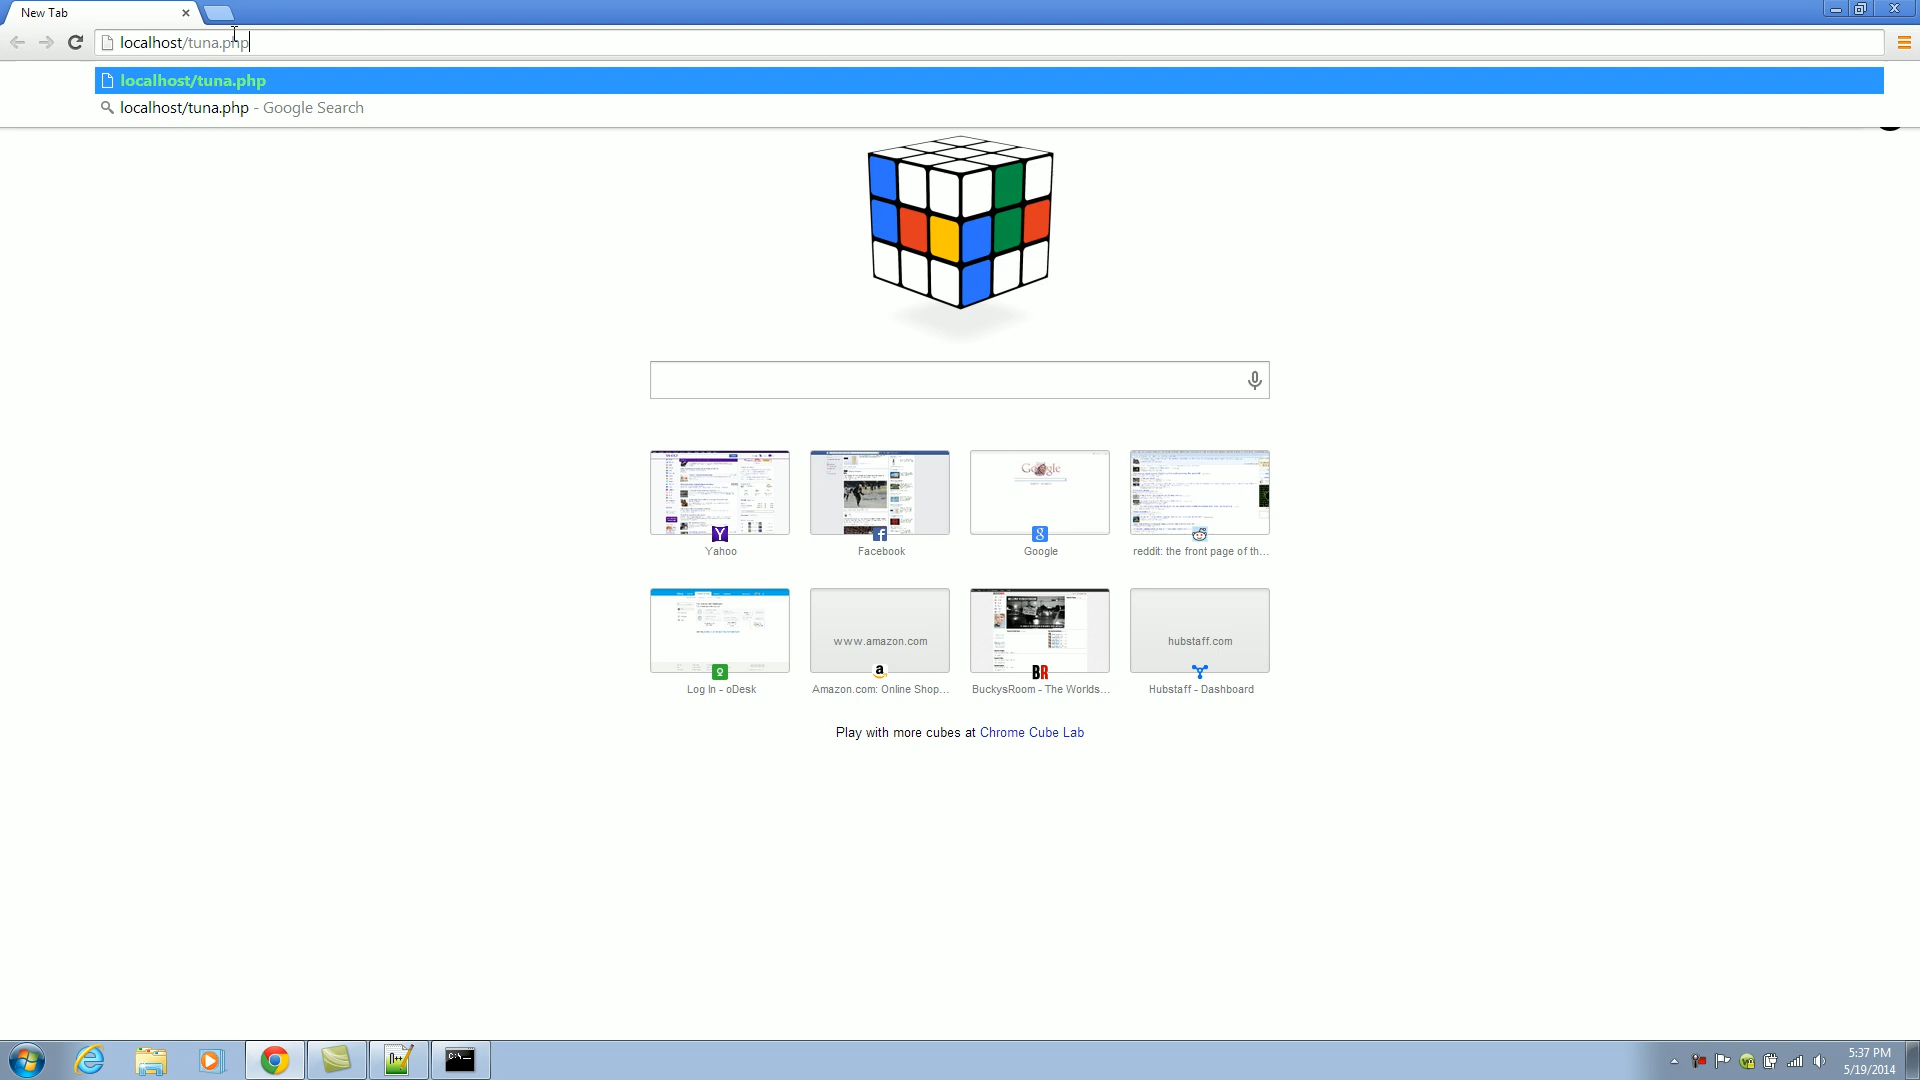 New Tab
localhost/tuna.php
localhost/tuna.php
localhost/tuna.php - Google Search
Google
Yahoo
Facebook
Google
reddit: the front page of th...
www.amazon.com
hubstaff.com
a
BR
Log In - oDesk
Amazon.com: Online Shop...
BuckysRoom - The Worlds...
Hubstaff - Dashboard
Play with more cubes at Chrome Cube Lab
C:\_
5:37 PM
5/19/2014